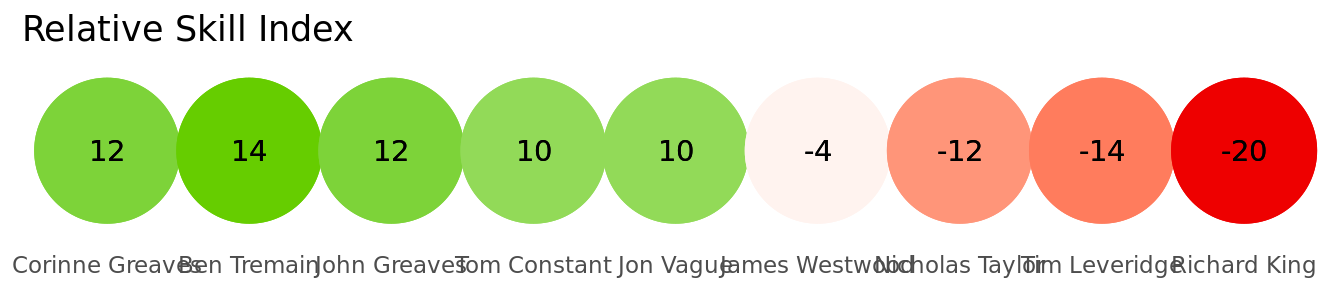 Relative Skill Index
12 14 12 10 10 -4 -12 -14 -20
Corinne Greaves Ben Tremain John Greaves Tom Constant Jon Vague James Westwood Nicholas Taylor Tim Leveridge Richard King